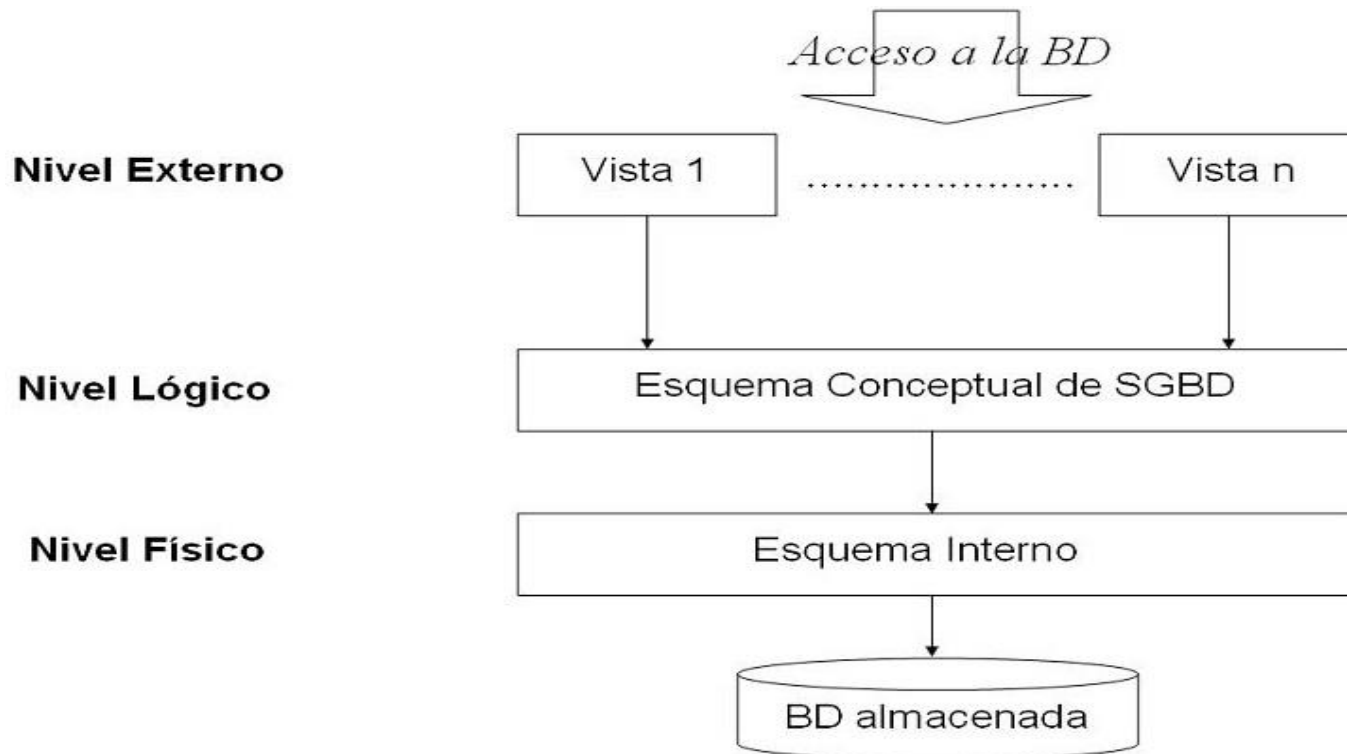 Acceso a la BD
Nivel Externo
Vista 1
Vista n
Nivel Lógico
Esquema Conceptual de SGBD
Nivel Físico
Esquema Interno
BD almacenada